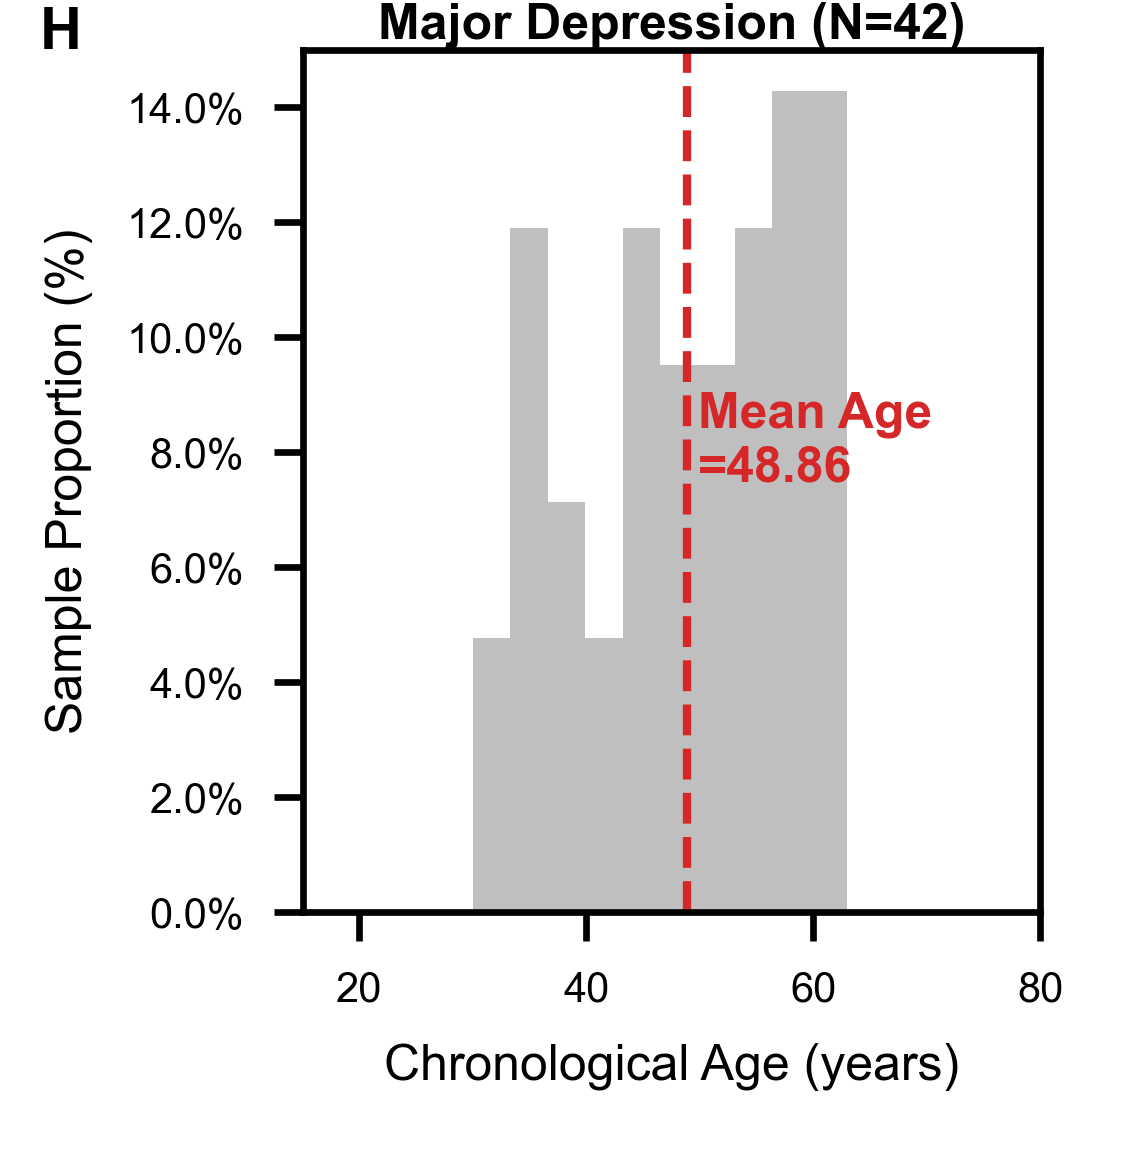 H
Major Depression (N=42)
14.0%
12.0%
10.0%
8.0%
6.0%
4.0%
2.0%
0.0%
Sample Proportion (%)
Mean Age
=48.86
20 40 60 80
Chronological Age (years)